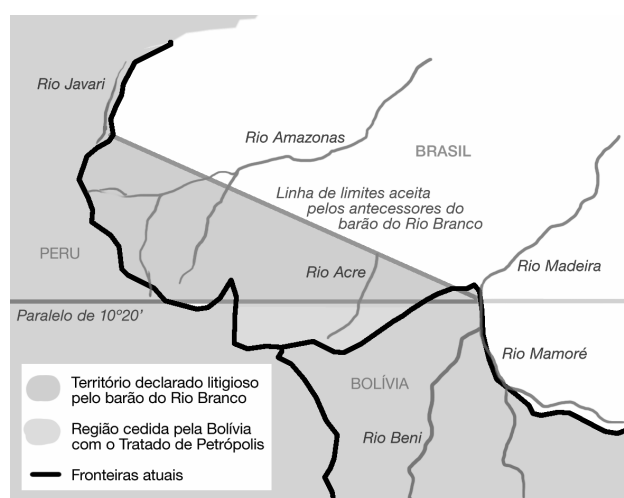 Rio Javari
Rio Amazonas
BRASIL
Linha de limites aceita
pelos antecessores do
barão do Rio Branco
PERU
Rio Acre
Rio Madeira
Paralelo de 10º20’
Rio Mamoré
BOLÍVIA
Rio Beni
Território declarado litigioso
pelo barão do Rio Branco
Região cedida pela Bolívia
com o Tratado de Petrópolis
Fronteiras atuais